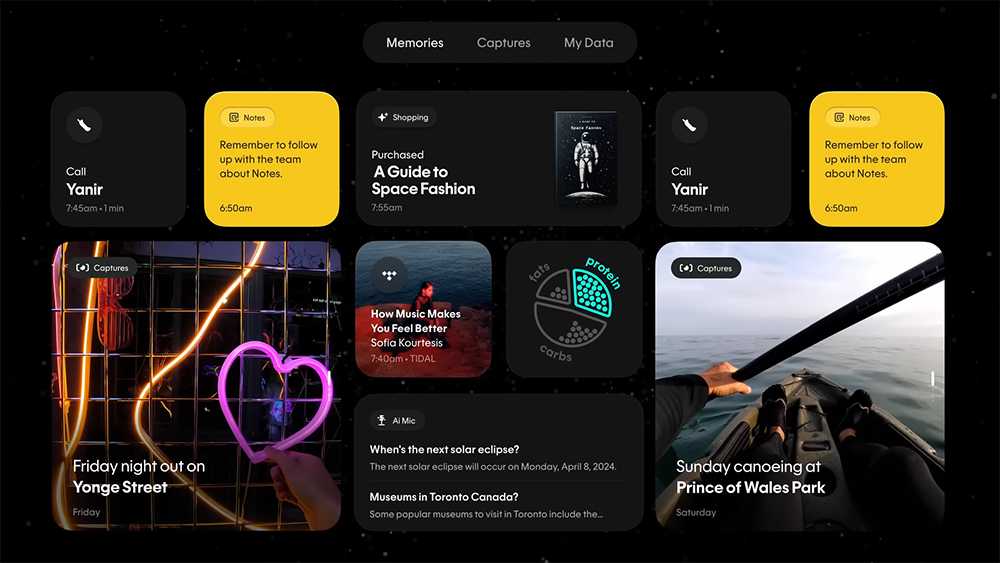 Memories
Captures
My Data
Call
Yanir
7:45am • 1 min
Notes
Remember to follow
up with the team
about Notes.
6:50am
Shopping
Purchased
A Guide to
Space Fashion
7:55am
A GUIDE TO
Space Fashion
Call
Yanir
7:45am • 1 min
Notes
Remember to follow
up with the team
about Notes.
6:50am
Captures
Friday night out on
Yonge Street
Friday
How Music Makes
You Feel Better
Sofia Kourtesis
7:40am • TIDAL
fats
protein
carbs
Ai Mic
When's the next solar eclipse?
The next solar eclipse will occur on Monday, April 8, 2024.
Museums in Toronto Canada?
Some popular museums to visit in Toronto include the...
Captures
Sunday canoeing at
Prince of Wales Park
Saturday